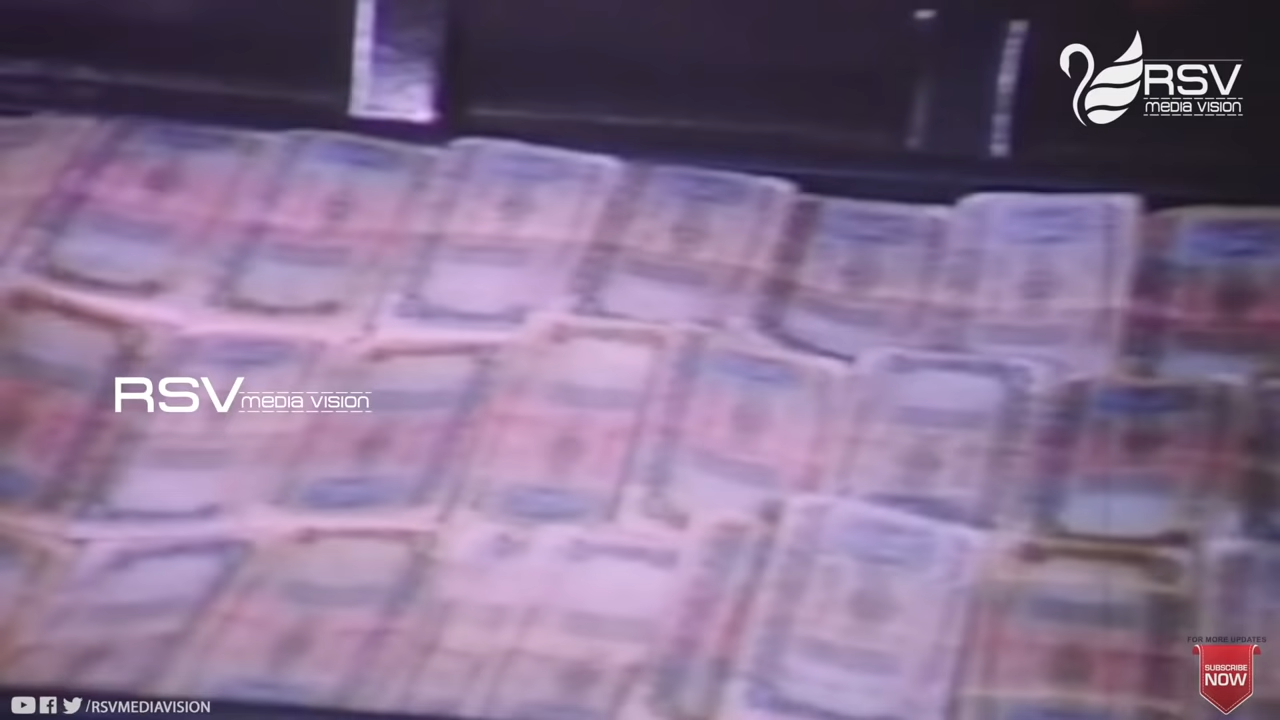 RSV
media vision
RSV media vision
FOR MORE UPDATES
SUBSCRIBE
NOW
/RSVMEDIAVISION